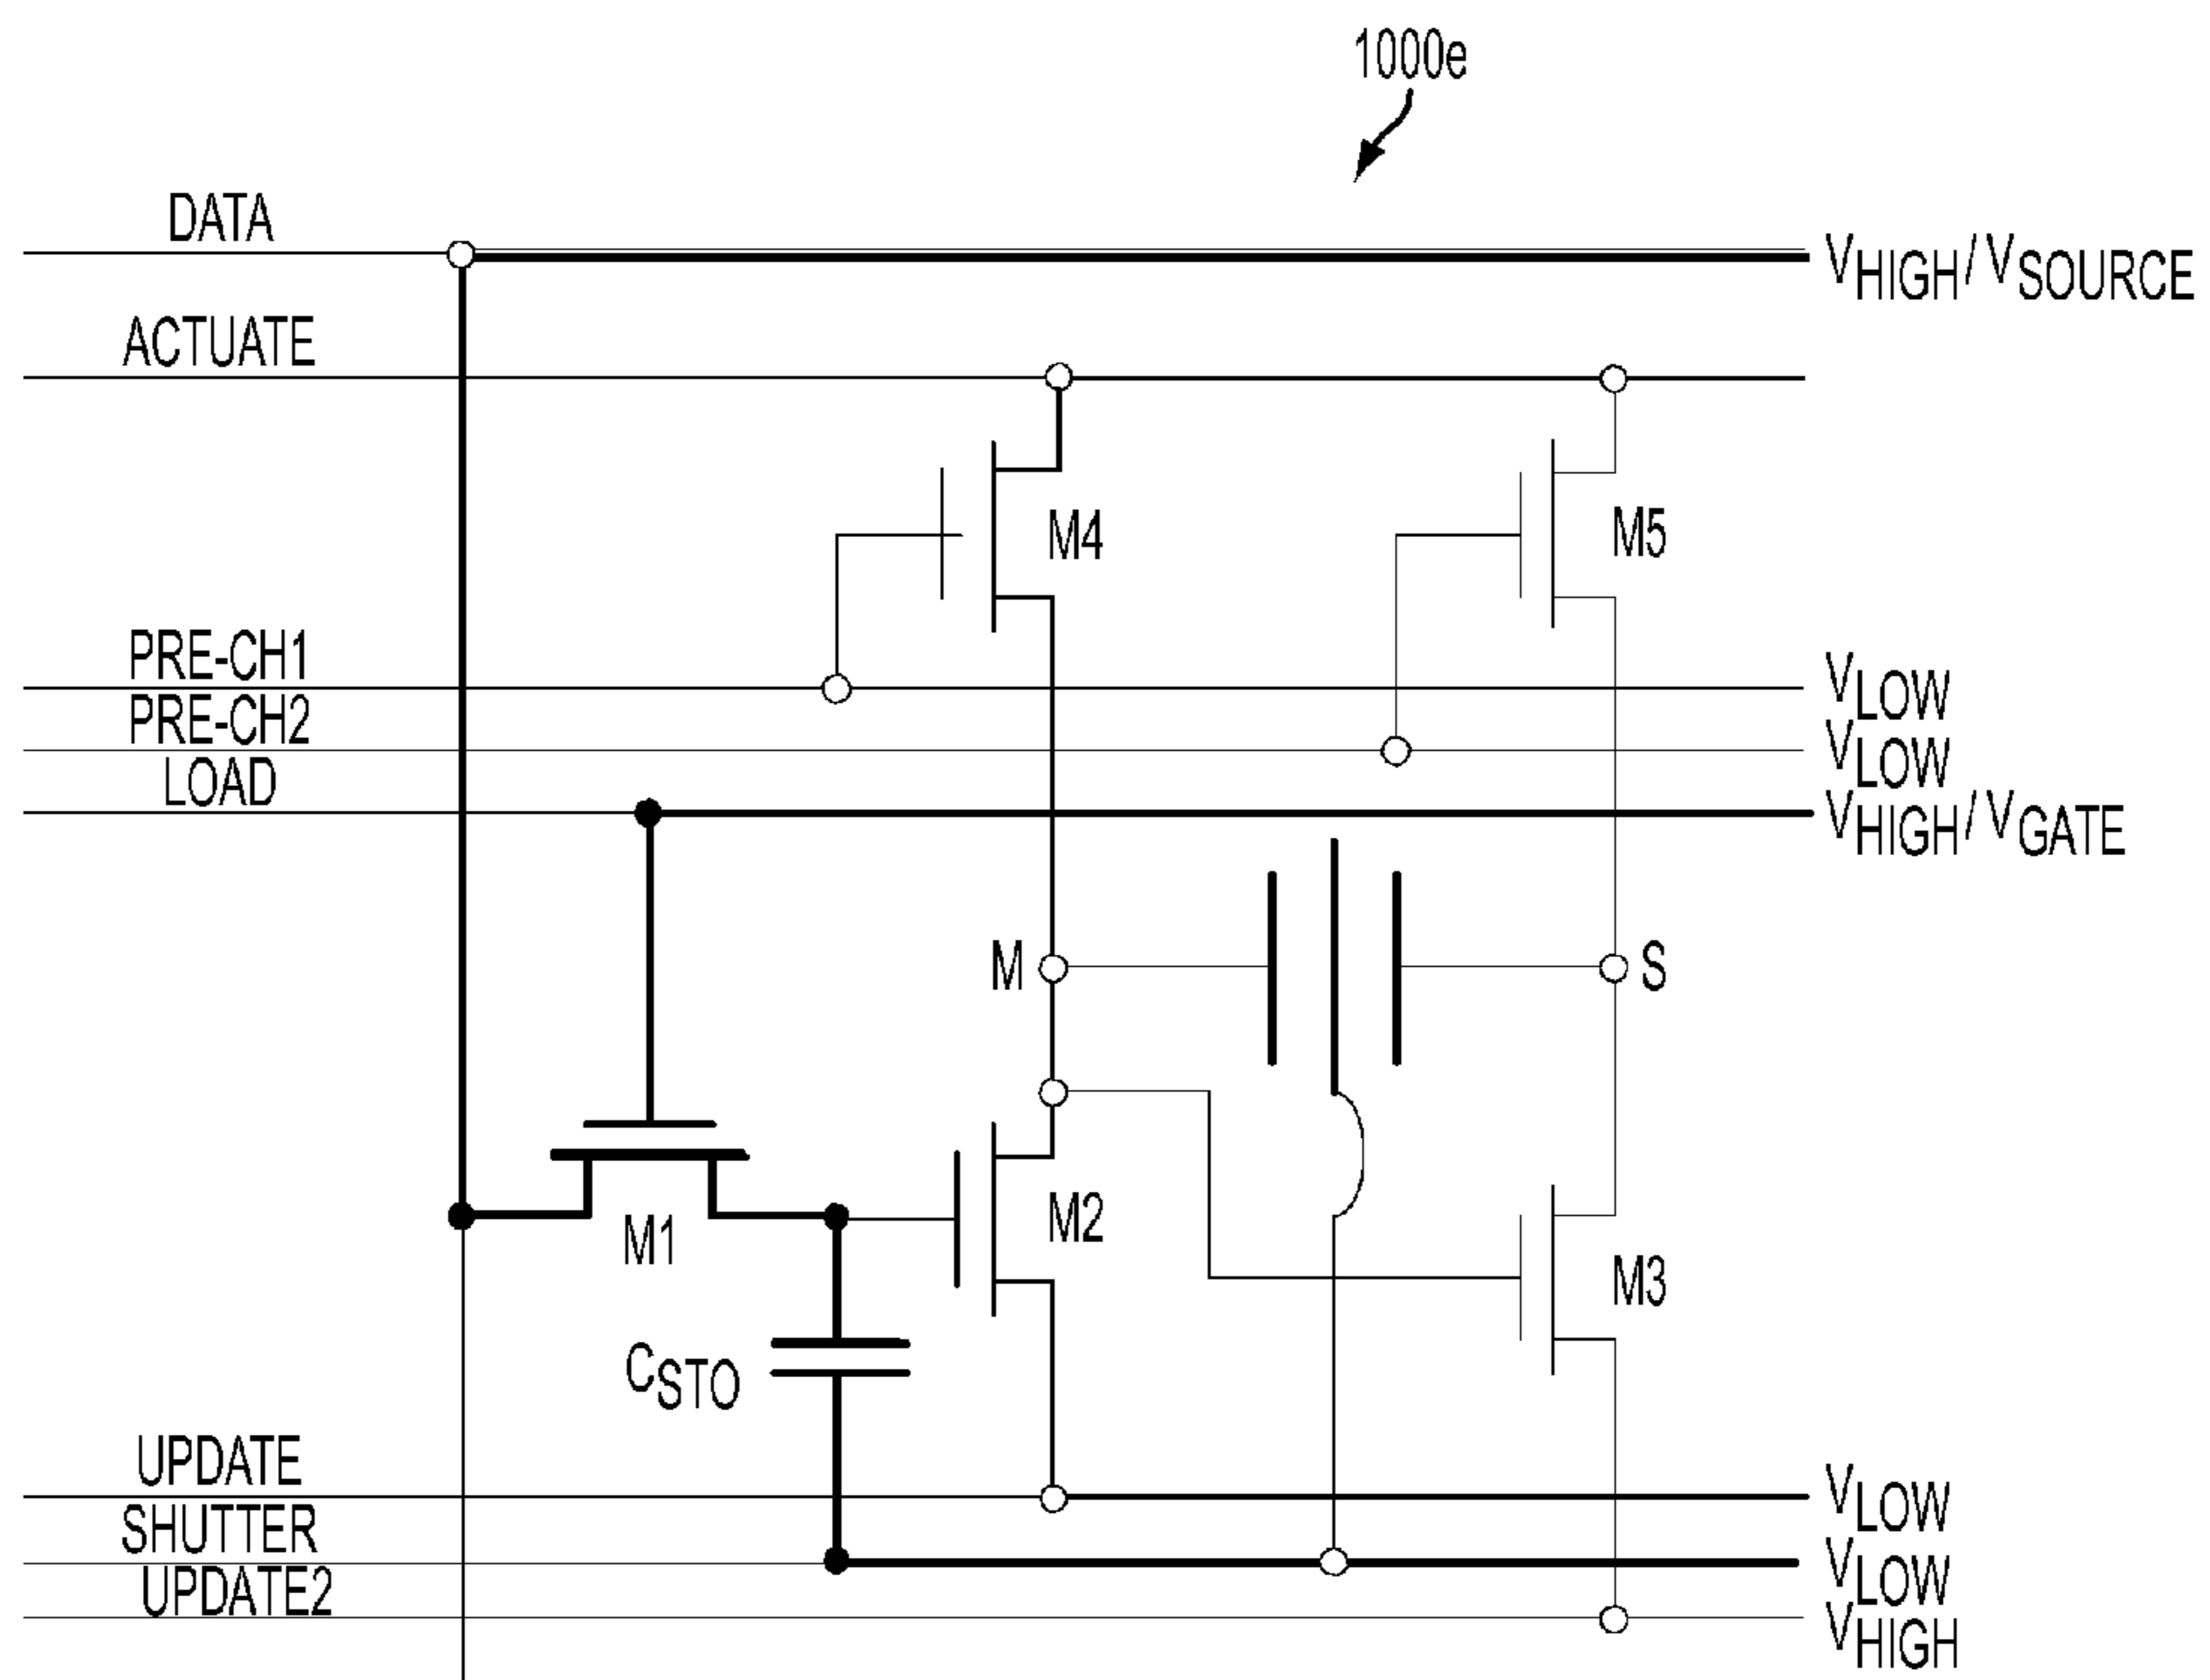 1000e
DATA
VHIGH/VSOURCE
ACTUATE
M4
M5
PRE-CH1
VLOW
PRE-CH2
VLOW
LOAD
VHIGH/VGATE
M
S
M1
M2
M3
CSTO
UPDATE
VLOW
SHUTTER
VLOW
UPDATE2
VHIGH